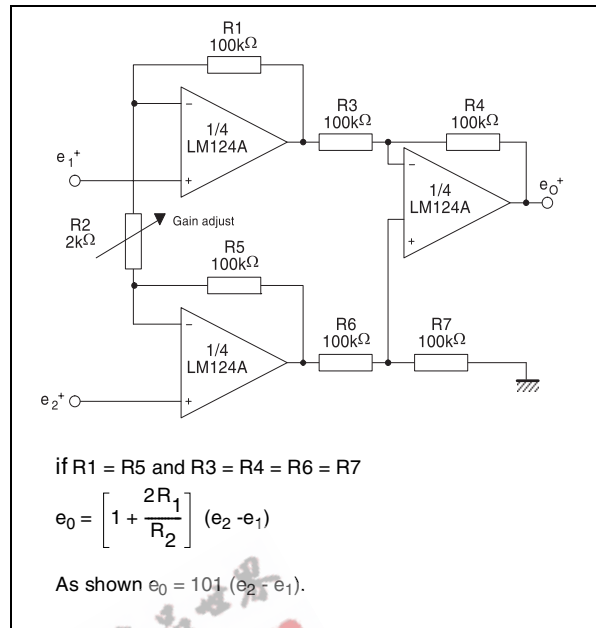 R1
100kΩ
1/4
LM124A
e1+
R3
100kΩ
R4
100kΩ
1/4
LM124A
eO+
R2
2kΩ
Gain adjust
R5
100kΩ
1/4
LM124A
e2+
R6
100kΩ
R7
100kΩ
if R1 = R5 and R3 = R4 = R6 = R7
e0 = [1 + 2R1/R2] (e2 -e1)
As shown e0 = 101 (e2 - e1).